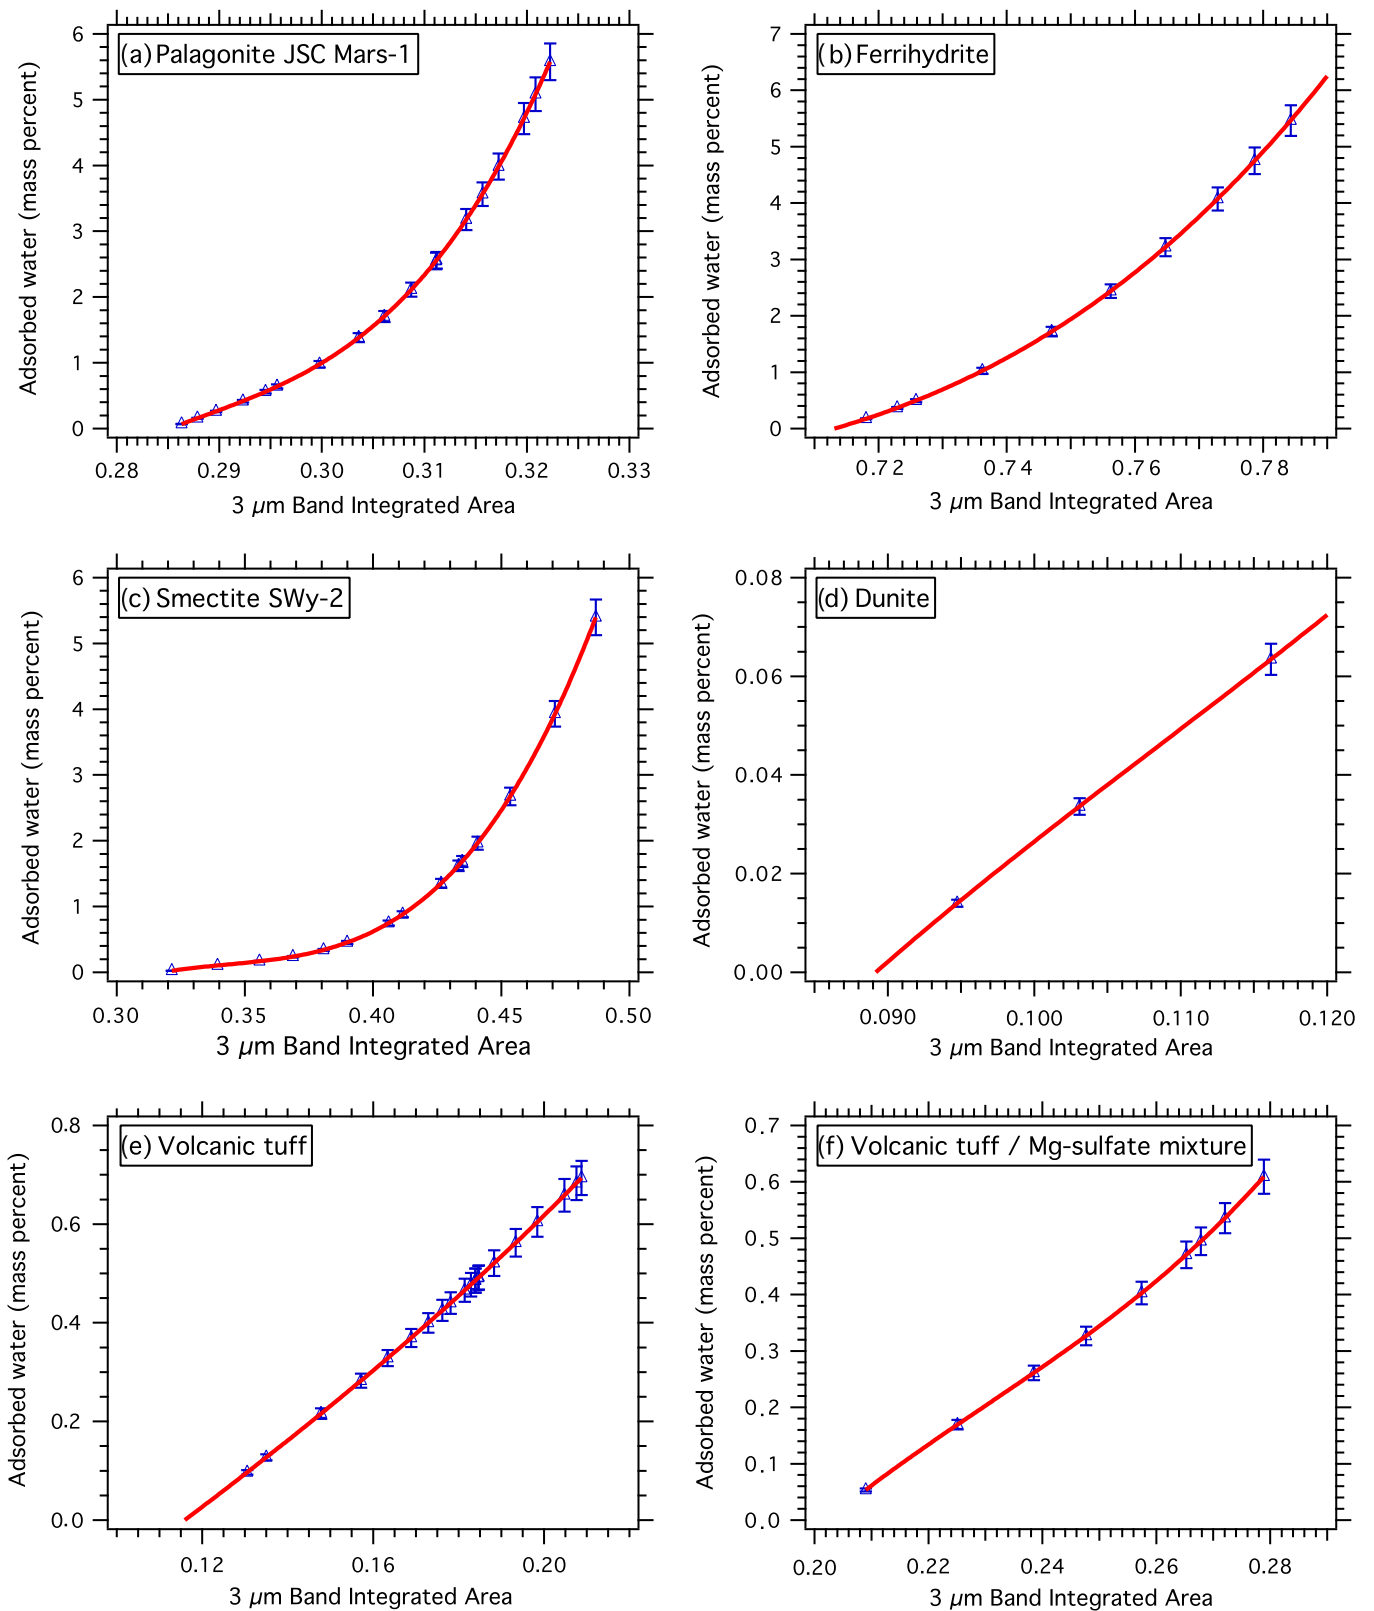 (a) Palagonite JSC Mars-1
Adsorbed water (mass percent)
6
5
4
3
2
1
0
0.28 0.29 0.30 0.31 0.32 0.33
3 µm Band Integrated Area
(b) Ferrihydrite
Adsorbed water (mass percent)
7
6
5
4
3
2
1
0
0.72 0.74 0.76 0.78
3 µm Band Integrated Area
(c) Smectite SWy-2
Adsorbed water (mass percent)
6
5
4
3
2
1
0
0.30 0.35 0.40 0.45 0.50
3 µm Band Integrated Area
(d) Dunite
Adsorbed water (mass percent)
0.08
0.06
0.04
0.02
0.00
0.090 0.100 0.110 0.120
3 µm Band Integrated Area
(e) Volcanic tuff
Adsorbed water (mass percent)
0.8
0.6
0.4
0.2
0.0
0.12 0.16 0.20
3 µm Band Integrated Area
(f) Volcanic tuff / Mg-sulfate mixture
Adsorbed water (mass percent)
0.7
0.6
0.5
0.4
0.3
0.2
0.1
0.0
0.20 0.22 0.24 0.26 0.28
3 µm Band Integrated Area